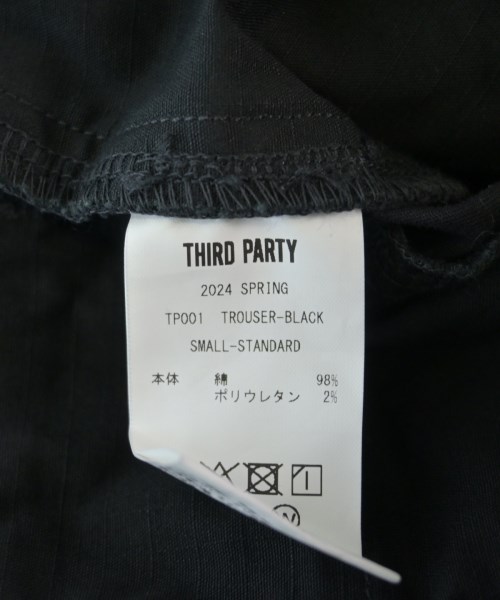 THIRD PARTY
2024 SPRING
TP001 TROUSER-BLACK
SMALL-STANDARD
本体 綿 98%
ポリウレタン 2%